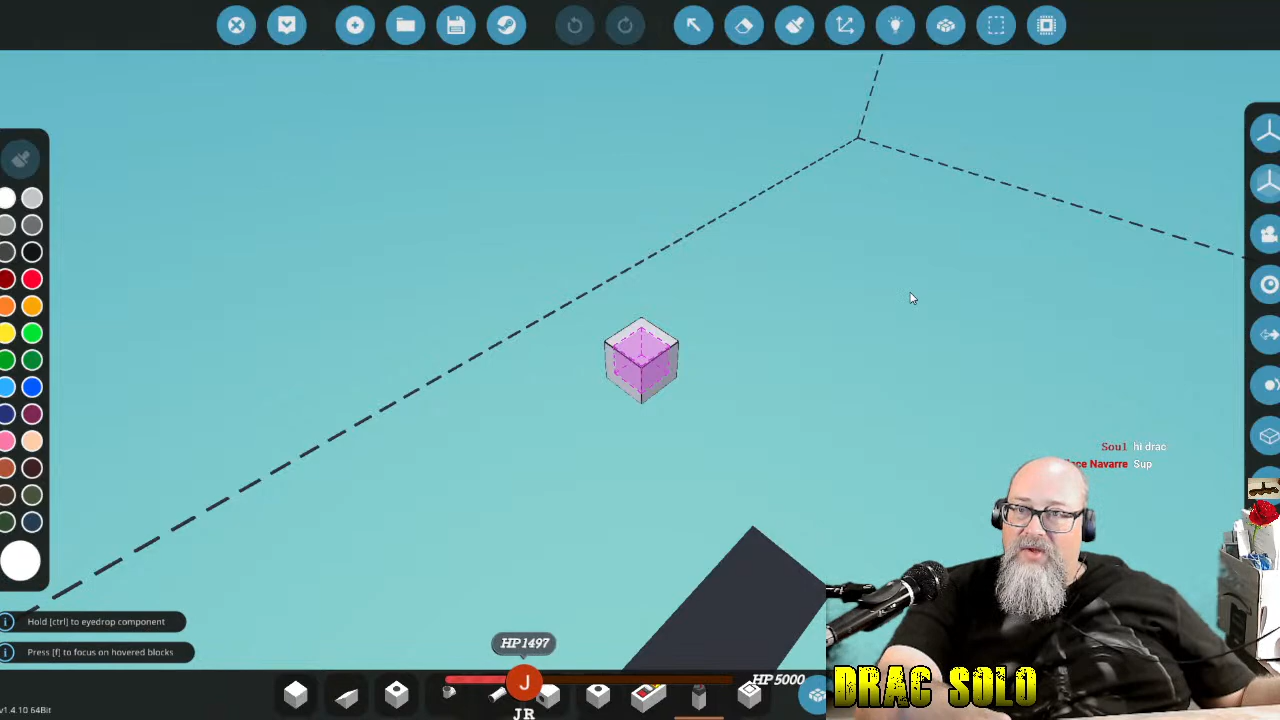 Soul hi drac
ace Navarre Sup
Hold [ctrl] to eyedrop component
Press [f] to focus on hovered blocks
HP 1497
J
HP 5000
JR
DRAC SOLO
v1.4.10 64Bit